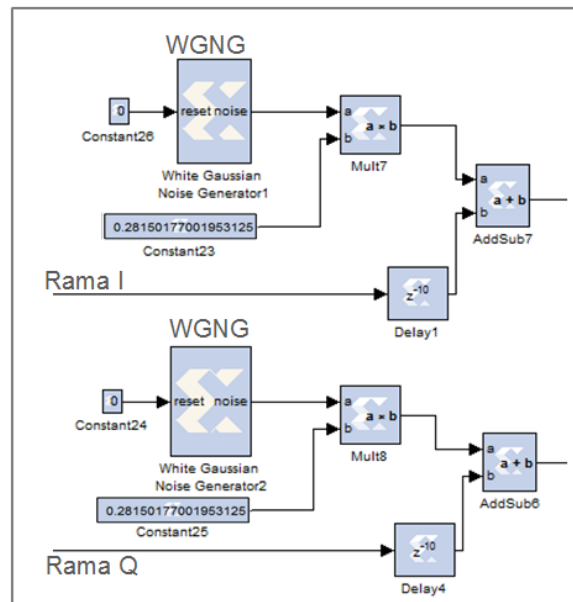 WGNG
0
Constant26
reset noise
White Gaussian
Noise Generator1
a
b
a × b
Mult7
0.28150177001953125
Constant23
a
b
a + b
AddSub7
Rama I
z-10
Delay1
WGNG
0
Constant24
reset noise
White Gaussian
Noise Generator2
a
b
a × b
Mult8
0.28150177001953125
Constant25
a
b
a + b
AddSub6
Rama Q
z-10
Delay4